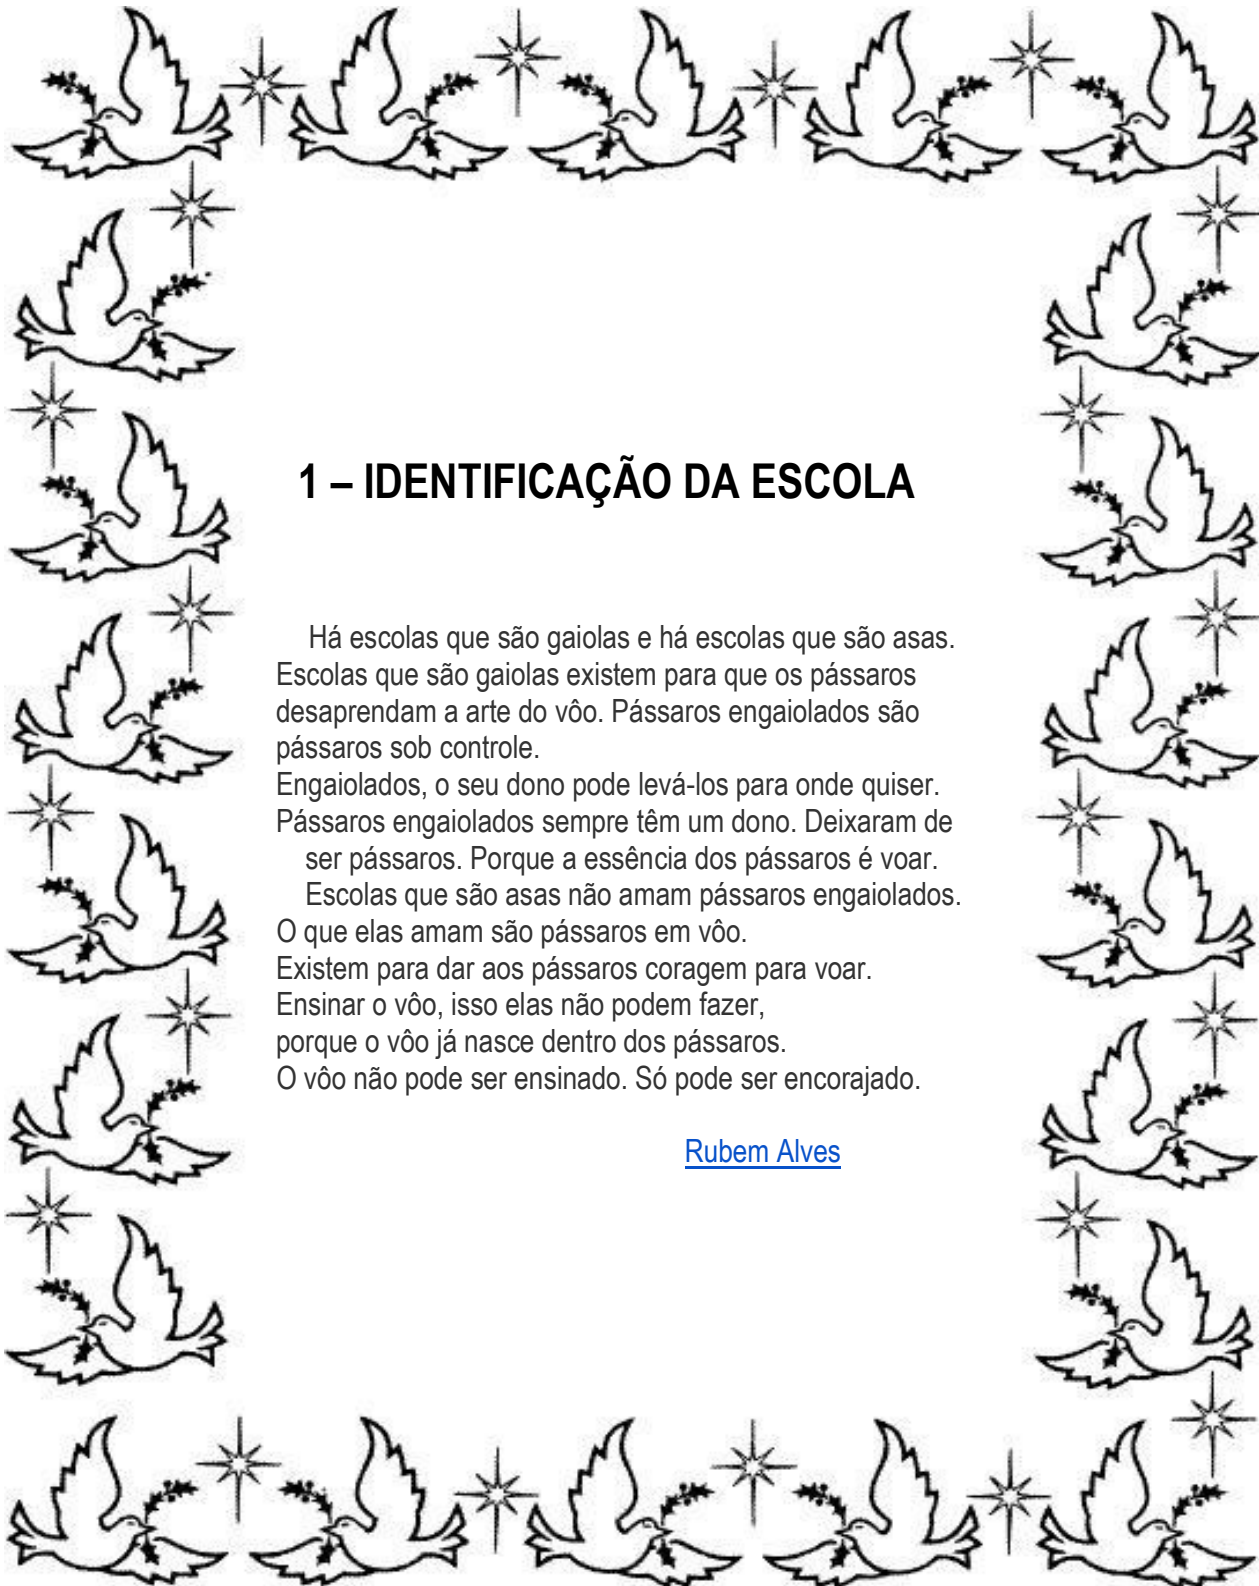 1 – IDENTIFICAÇÃO DA ESCOLA
Há escolas que são gaiolas e há escolas que são asas.
Escolas que são gaiolas existem para que os pássaros
desaprendam a arte do vôo. Pássaros engaiolados são
pássaros sob controle.
Engaiolados, o seu dono pode levá-los para onde quiser.
Pássaros engaiolados sempre têm um dono. Deixaram de
ser pássaros. Porque a essência dos pássaros é voar.
Escolas que são asas não amam pássaros engaiolados.
O que elas amam são pássaros em vôo.
Existem para dar aos pássaros coragem para voar.
Ensinar o vôo, isso elas não podem fazer,
porque o vôo já nasce dentro dos pássaros.
O vôo não pode ser ensinado. Só pode ser encorajado.
Rubem Alves